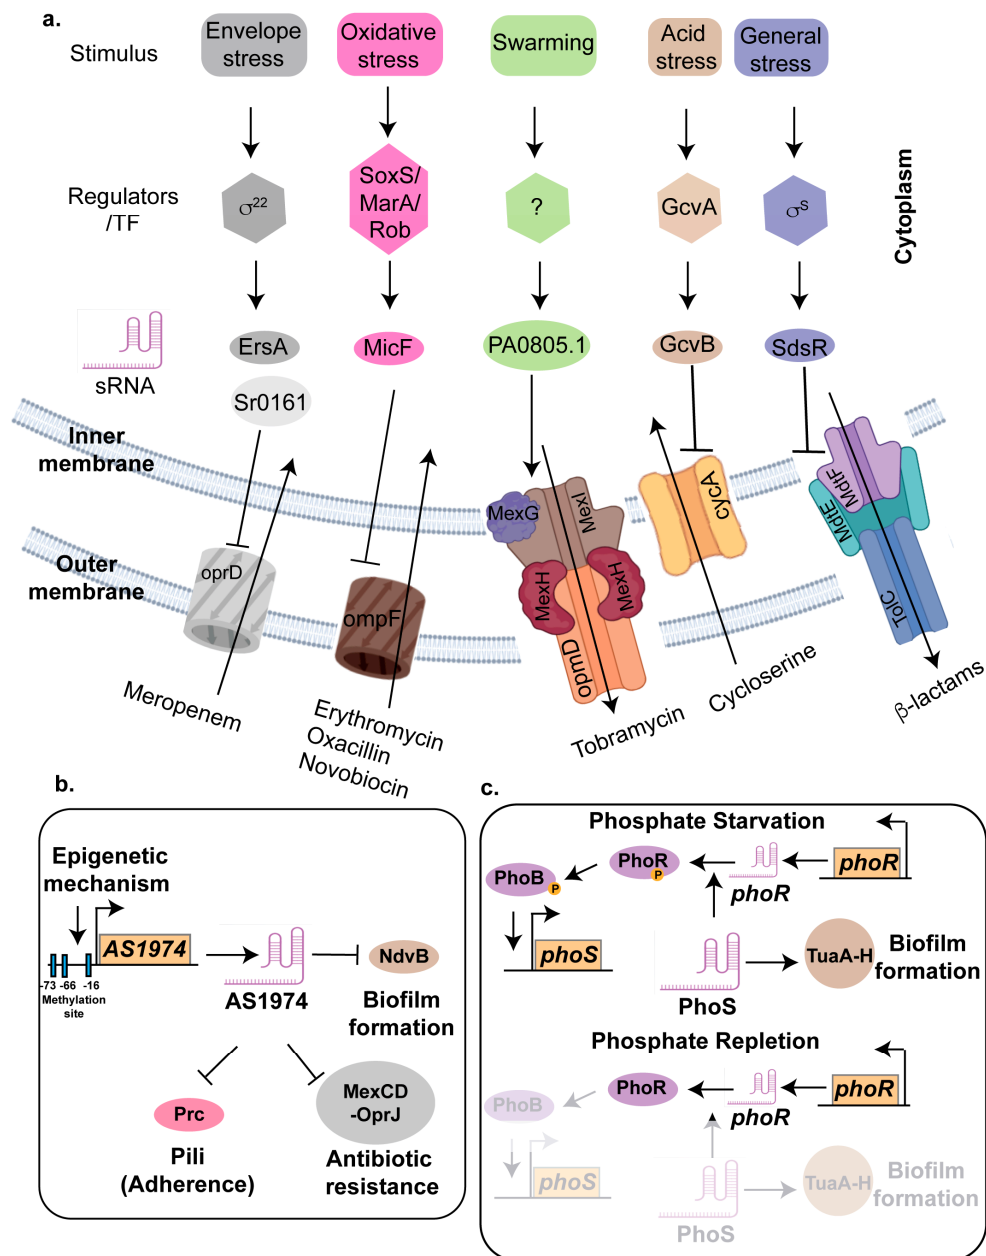 a.
Stimulus
Envelope
stress
Oxidative
stress
Swarming
Acid
stress
General
stress
Regulators
/TF
σ22
SoxS/
MarA/
Rob
?
GcvA
σS
Cytoplasm
sRNA
ErsA
Sr0161
MicF
PA0805.1
GcvB
SdsR
Inner
membrane
Outer
membrane
oprD
ompF
MexG
MexI
MexH
MexH
opmD
cycA
MdtF
MdtE
TolC
Meropenem
Erythromycin
Oxacillin
Novobiocin
Tobramycin
Cycloserine
β-lactams
b.
Epigenetic
mechanism
AS1974
-73 -66 -16
Methylation
site
AS1974
NdvB
Biofilm
formation
Prc
Pili
(Adherence)
MexCD
-OprJ
Antibiotic
resistance
c.
Phosphate Starvation
PhoB
P
PhoR
P
phoR
phoR
phoS
PhoS
TuaA-H
Biofilm
formation
Phosphate Repletion
PhoB
PhoR
phoR
phoR
phoS
PhoS
TuaA-H
Biofilm
formation